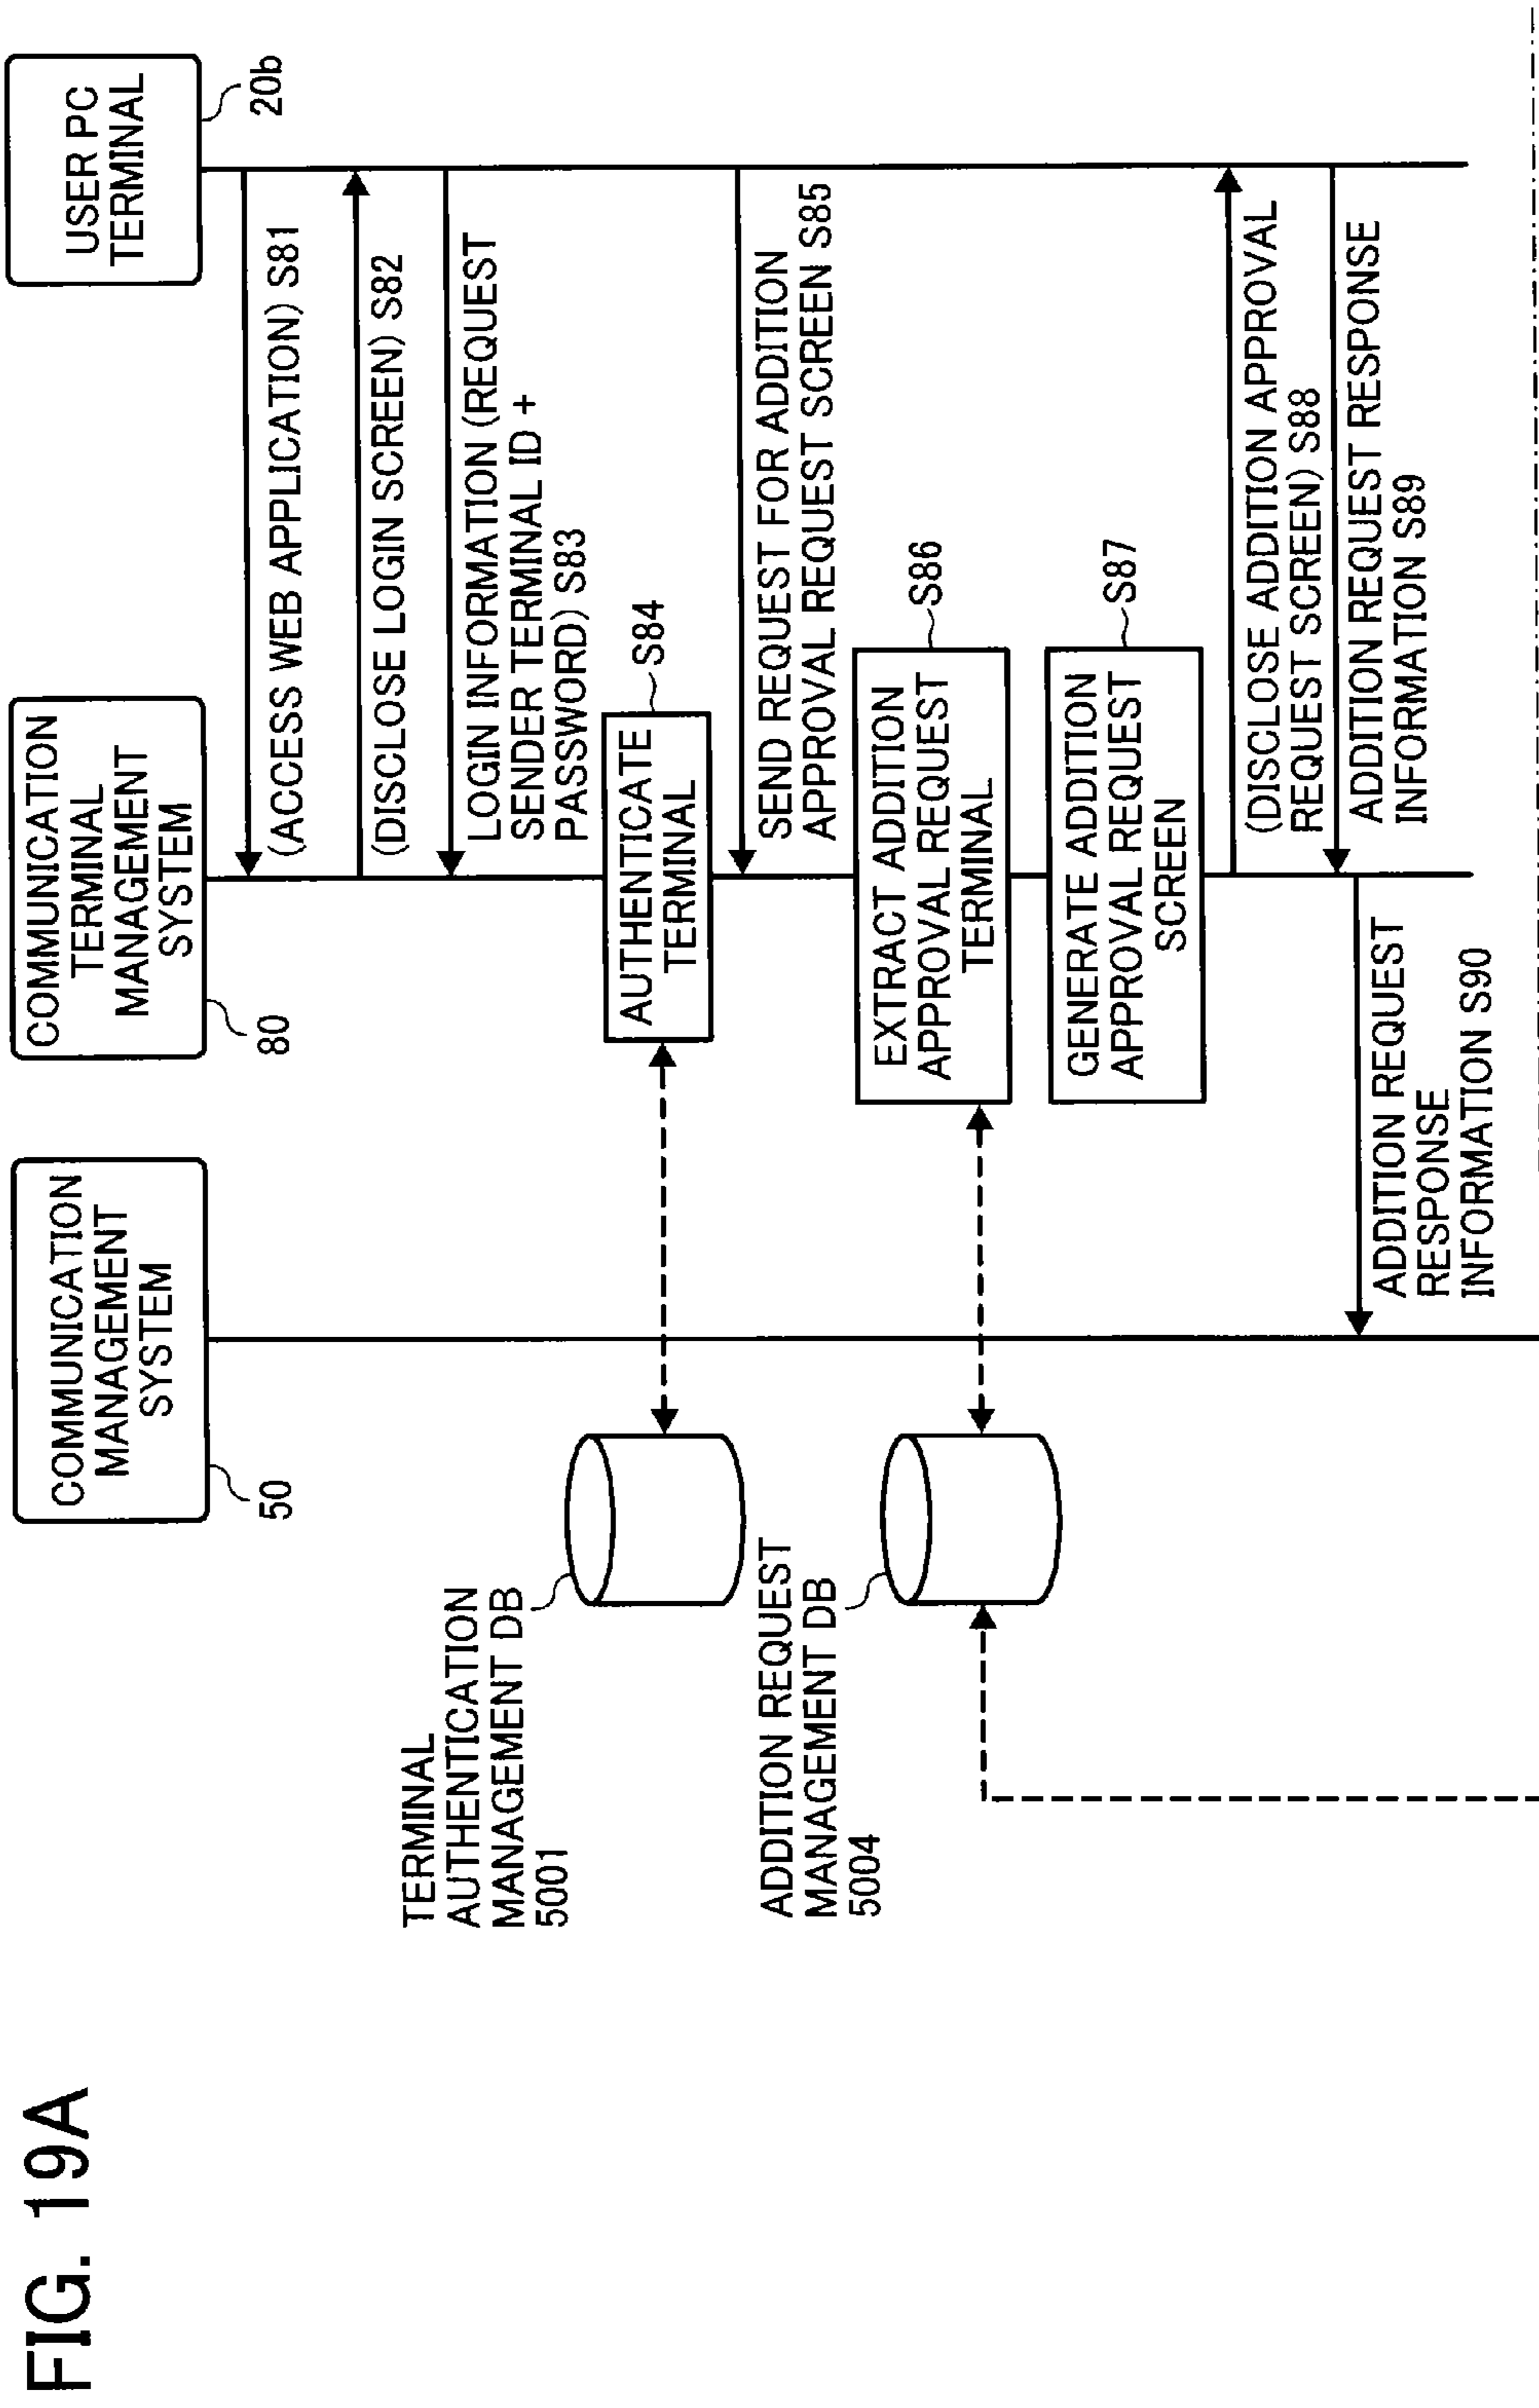 FIG. 19A
COMMUNICATION
MANAGEMENT
SYSTEM
50
COMMUNICATION
TERMINAL
MANAGEMENT
SYSTEM
80
USER PC
TERMINAL
20b
(ACCESS WEB APPLICATION) S81
(DISCLOSE LOGIN SCREEN) S82
LOGIN INFORMATION (REQUEST
SENDER TERMINAL ID +
PASSWORD) S83
TERMINAL
AUTHENTICATION
MANAGEMENT DB
5001
AUTHENTICATE
TERMINAL
S84
SEND REQUEST FOR ADDITION
APPROVAL REQUEST SCREEN S85
ADDITION REQUEST
MANAGEMENT DB
5004
EXTRACT ADDITION
APPROVAL REQUEST
TERMINAL
S86
GENERATE ADDITION
APPROVAL REQUEST
SCREEN
S87
(DISCLOSE ADDITION APPROVAL
REQUEST SCREEN) S88
ADDITION REQUEST RESPONSE
INFORMATION S89
ADDITION REQUEST
RESPONSE
INFORMATION S90